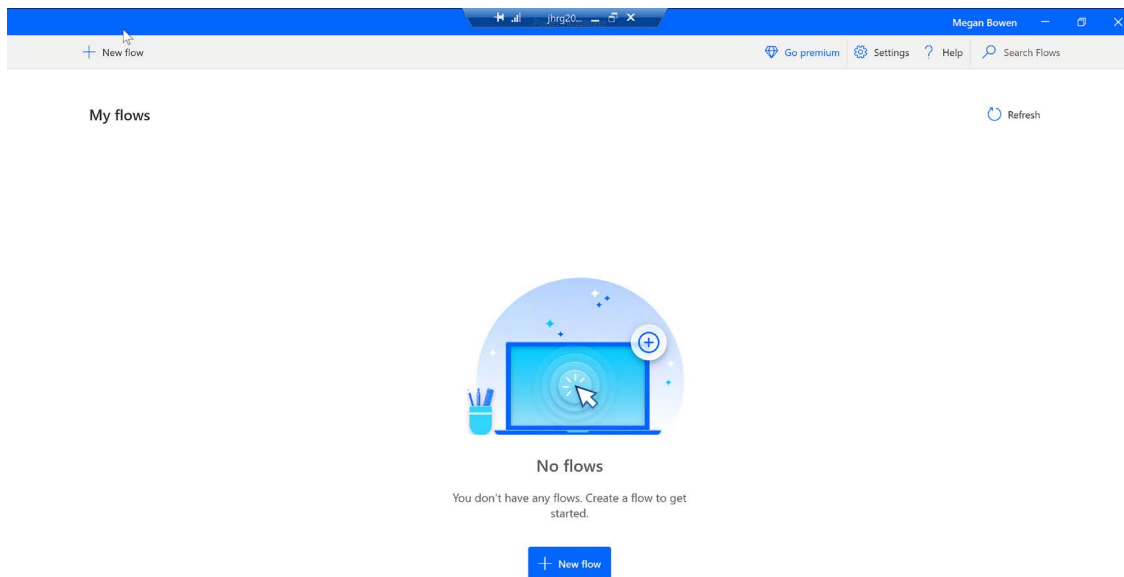 jhrg20...
Megan Bowen
New flow
Go premium
Settings
? Help
Search Flows
My flows
Refresh
No flows
You don't have any flows. Create a flow to get
started.
New flow